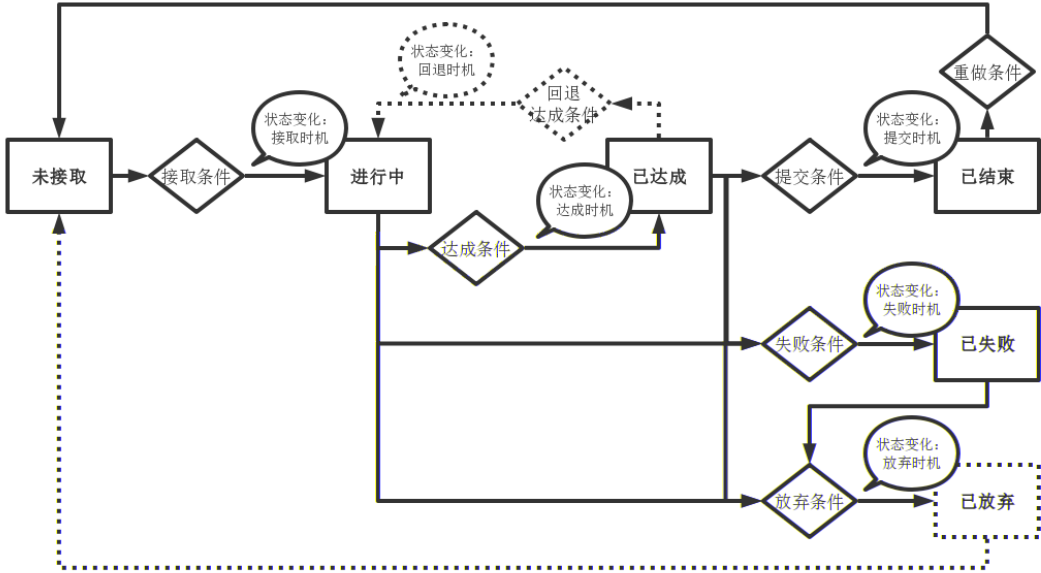 状态变化：
回退时机
重做条件
回退
达成条件
状态变化：
接取时机
状态变化：
提交时机
未接取
接取条件
进行中
已达成
提交条件
已结束
状态变化：
达成时机
达成条件
状态变化：
失败时机
失败条件
已失败
状态变化：
放弃时机
放弃条件
已放弃